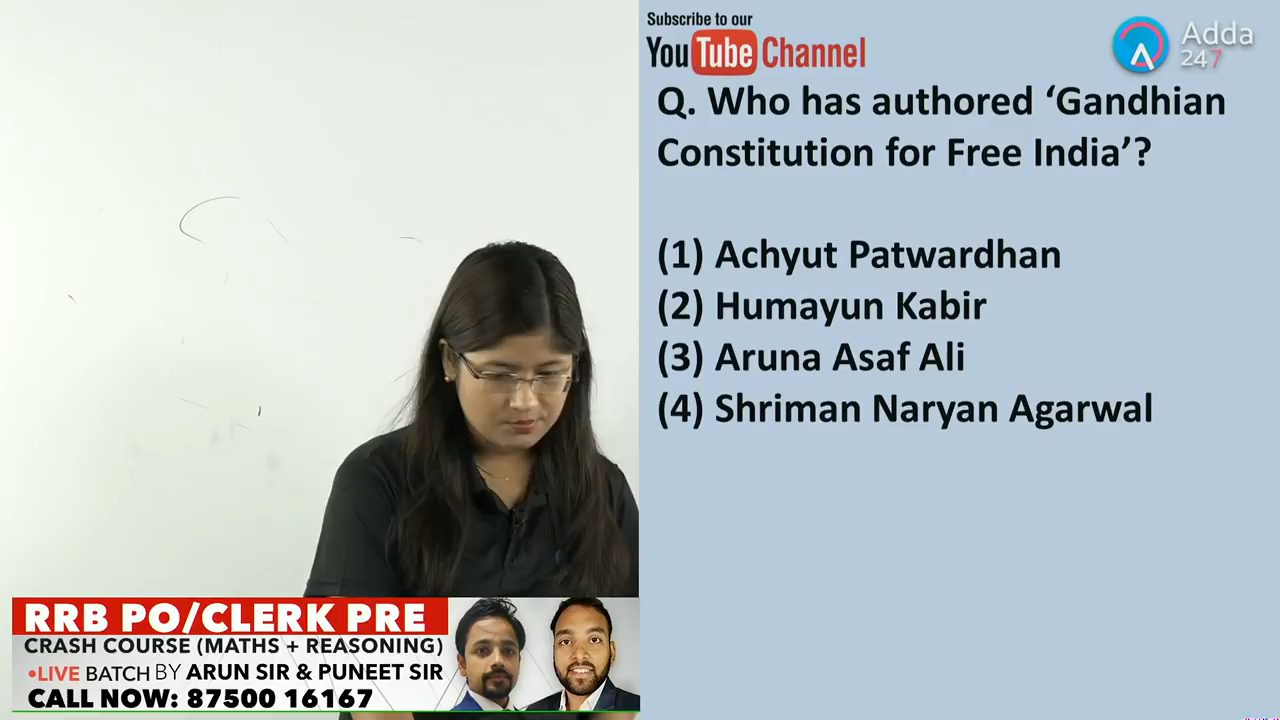 Subscribe to our
YouTube Channel
Adda
247
Q. Who has authored ‘Gandhian
Constitution for Free India’?
(1) Achyut Patwardhan
(2) Humayun Kabir
(3) Aruna Asaf Ali
(4) Shriman Naryan Agarwal
RRB PO/CLERK PRE
CRASH COURSE (MATHS + REASONING)
•LIVE BATCH BY ARUN SIR & PUNEET SIR
CALL NOW: 87500 16167